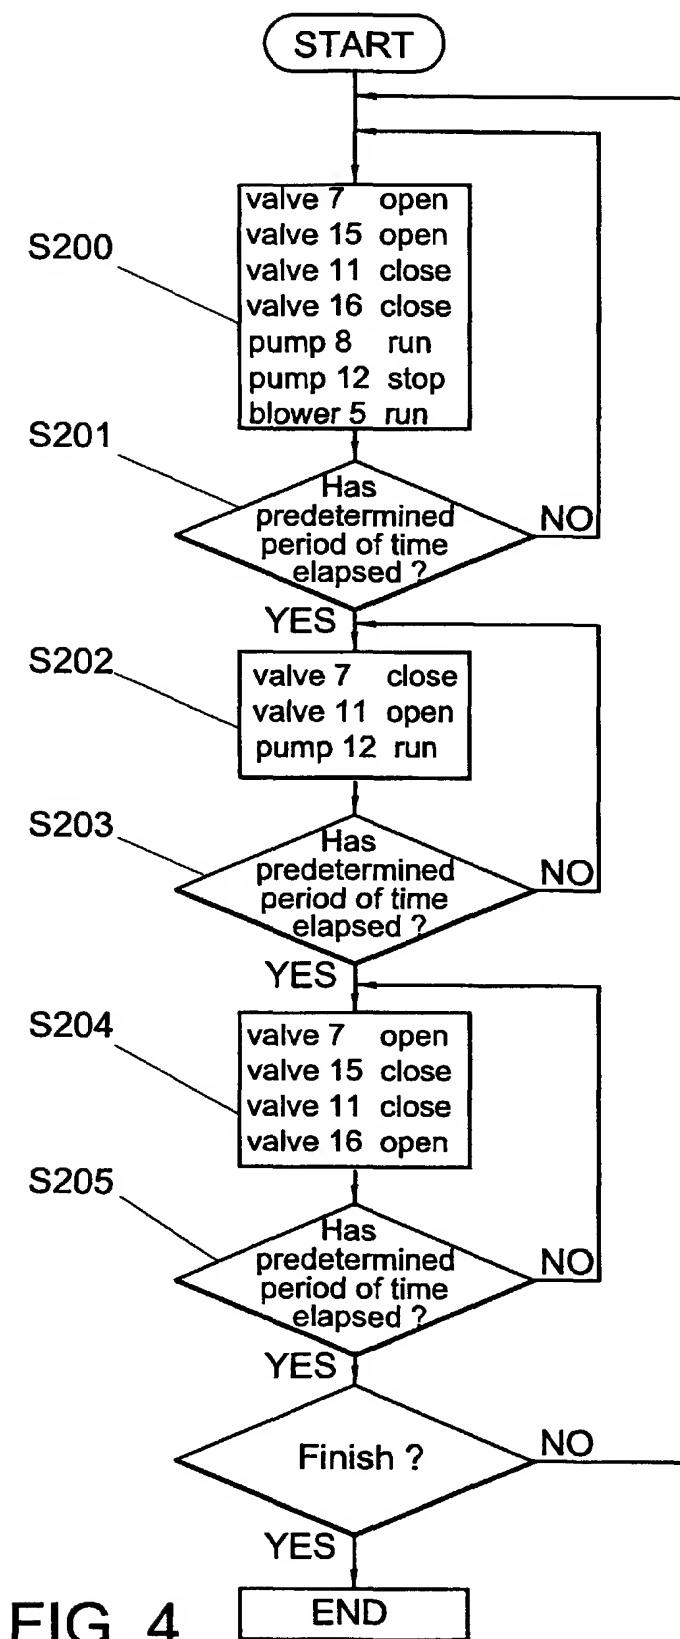 START
S200
valve 7 open
valve 15 open
valve 11 close
valve 16 close
pump 8 run
pump 12 stop
blower 5 run
S201
Has
predetermined
period of time
elapsed ?
NO
YES
S202
valve 7 close
valve 11 open
pump 12 run
S203
Has
predetermined
period of time
elapsed ?
NO
YES
S204
valve 7 open
valve 15 close
valve 11 close
valve 16 open
S205
Has
predetermined
period of time
elapsed ?
NO
YES
Finish ?
NO
YES
END
FIG. 4